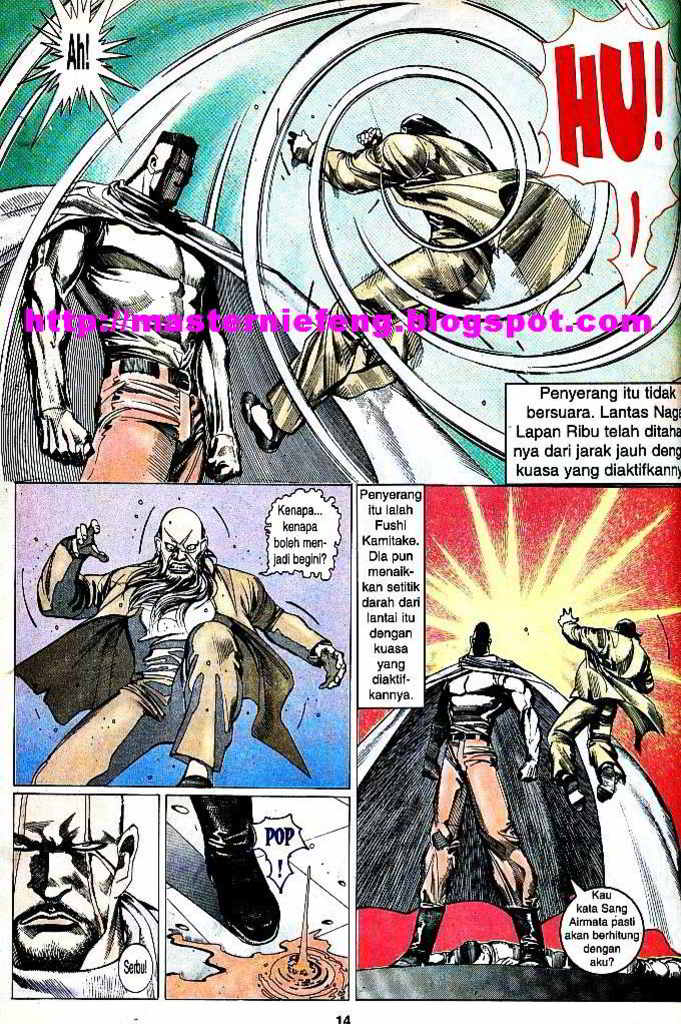 Ah!
HU!
!
http://masterniefeng.blogspot.com
Penyerang itu tidak
bersuara. Lantas Naga
Lapan Ribu telah ditaha
nya dari jarak jauh deng
kuasa yang diaktifkanny
Kenapa...
kenapa
boleh men-
jadi begini?
Penyerang
itu ialah
Fushi
Kamitake.
Dia pun
menaik-
kan setitik
darah dari
lantai itu
dengan
kuasa
yang
diaktif-
kannya.
Serbu!
POP
!
Kau
kata Sang
Airmata pasti
akan berhitung
dengan
aku?
14